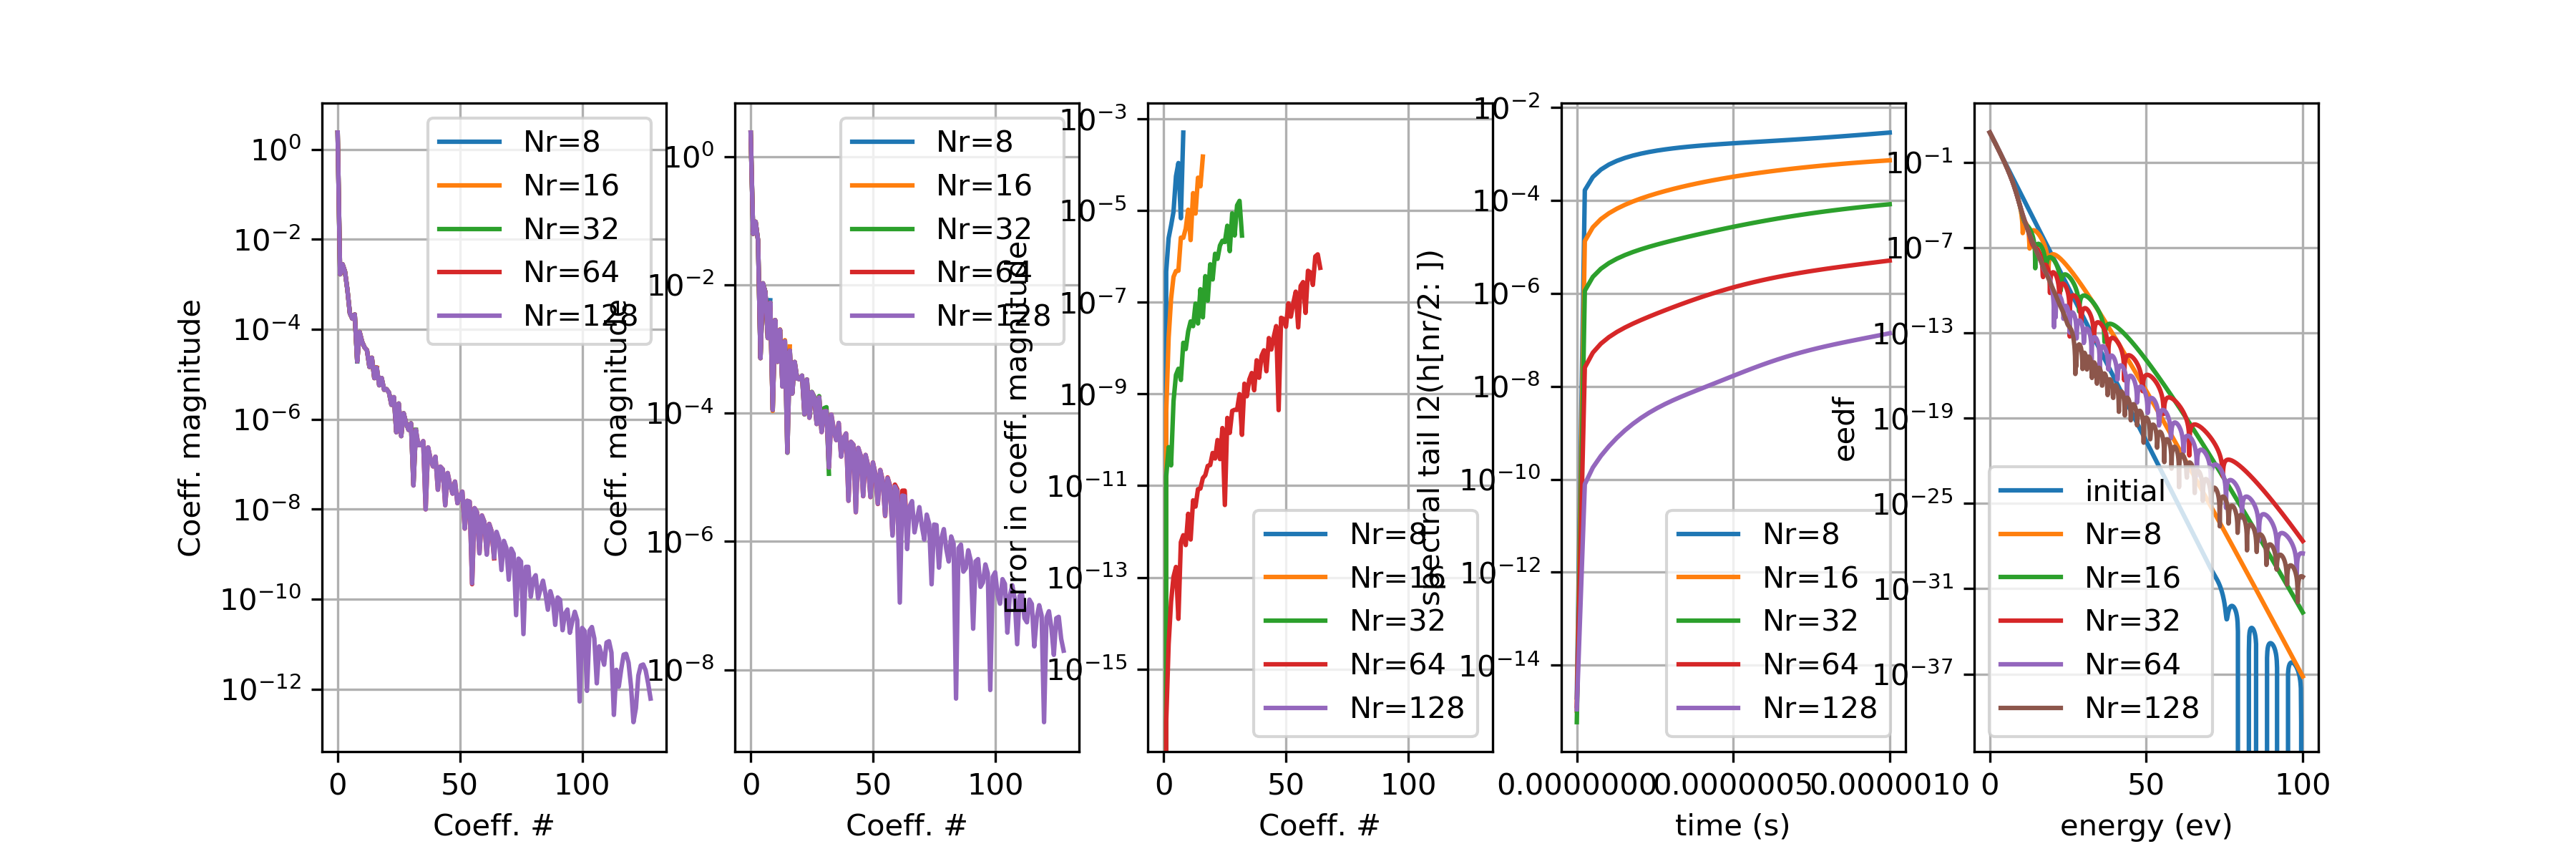 Coeff. magnitude
10⁰
10⁻²
10⁻⁴
10⁻⁶
10⁻⁸
10⁻¹⁰
10⁻¹²
0
50
100
Coeff. #
Nr=8
Nr=16
Nr=32
Nr=64
Nr=128
Coeff. magnitude
10⁰
10⁻²
10⁻⁴
10⁻⁶
10⁻⁸
0
50
100
Coeff. #
Nr=8
Nr=16
Nr=32
Nr=64
Nr=128
Error in coeff. magnitude
10⁻³
10⁻⁵
10⁻⁷
10⁻⁹
10⁻¹¹
10⁻¹³
10⁻¹⁵
0
50
100
Coeff. #
Nr=8
Nr=16
Nr=32
Nr=64
Nr=128
spectral tail l2(h[nr/2: ])
10⁻²
10⁻⁴
10⁻⁶
10⁻⁸
10⁻¹⁰
10⁻¹²
10⁻¹⁴
0.0000000
0.0000005
0.0000010
time (s)
Nr=8
Nr=16
Nr=32
Nr=64
Nr=128
eedf
10⁻¹
10⁻⁷
10⁻¹³
10⁻¹⁹
10⁻²⁵
10⁻³¹
10⁻³⁷
0
50
100
energy (ev)
initial
Nr=8
Nr=16
Nr=32
Nr=64
Nr=128